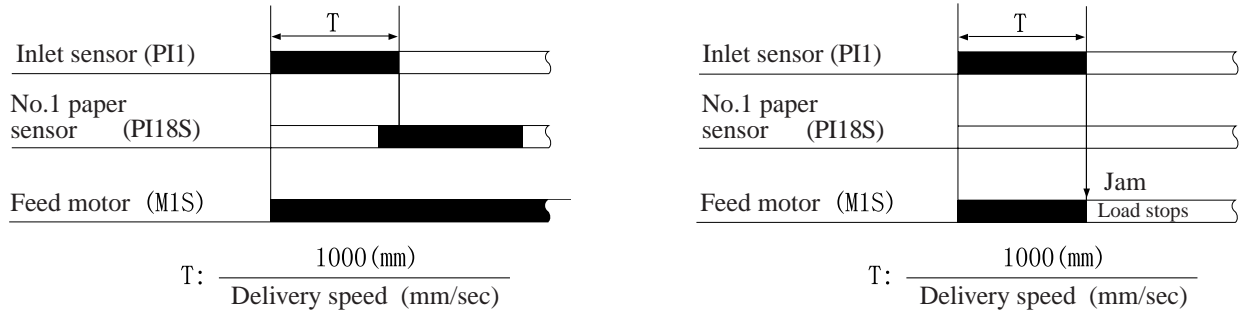 T
Inlet sensor (PI1)
No.1 paper
sensor (PI18S)
Feed motor (M1S)
T: 1000(mm)
Delivery speed (mm/sec)
T
Inlet sensor (PI1)
No.1 paper
sensor (PI18S)
Jam
Feed motor (M1S)
Load stops
T: 1000(mm)
Delivery speed (mm/sec)